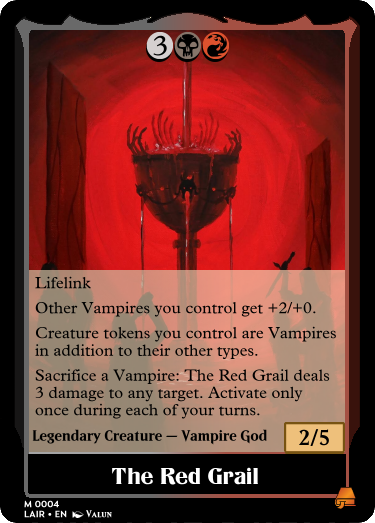 3
Lifelink
Other Vampires you control get +2/+0.
Creature tokens you control are Vampires
in addition to their other types.
Sacrifice a Vampire: The Red Grail deals
3 damage to any target. Activate only
once during each of your turns.
Legendary Creature — Vampire God
2/5
The Red Grail
M 0004
LAIR • EN Valun